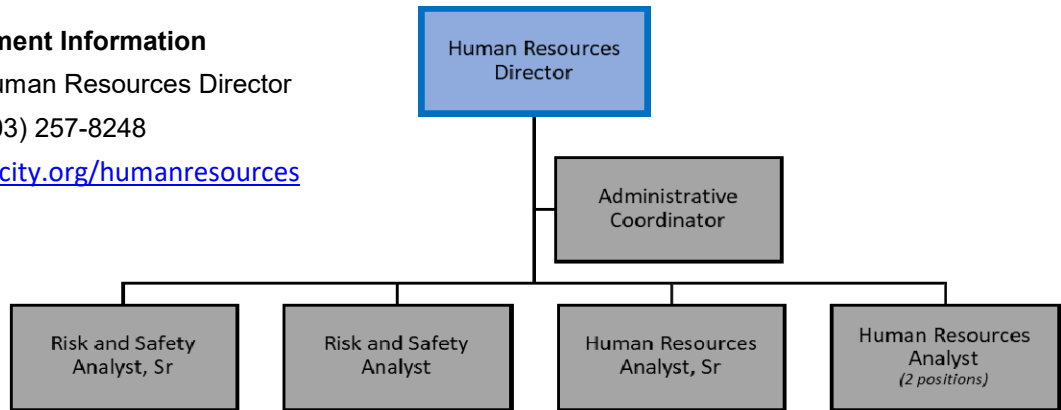 ment Information
uman Resources Director
03) 257-8248
city.org/humanresources
Human Resources
Director
Administrative
Coordinator
Risk and Safety
Analyst, Sr
Risk and Safety
Analyst
Human Resources
Analyst, Sr
Human Resources
Analyst
(2 positions)